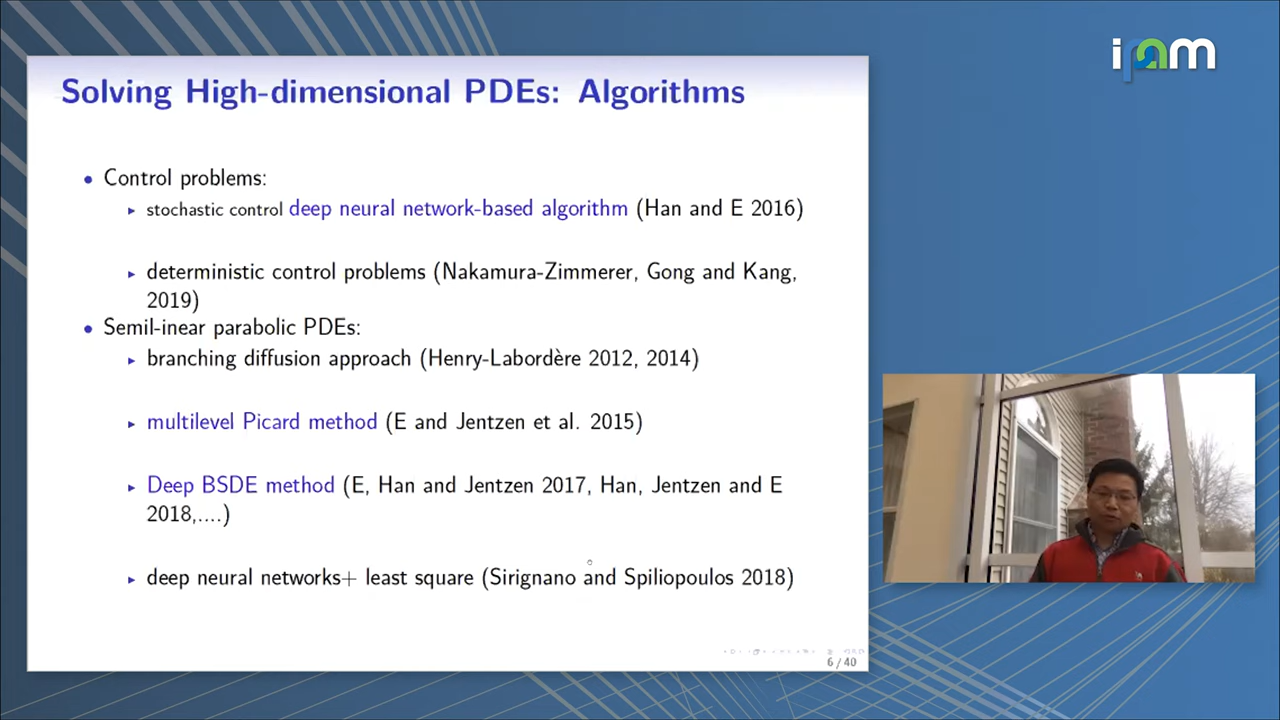 ipam
Solving High-dimensional PDEs: Algorithms
• Control problems:
▸ stochastic control deep neural network-based algorithm (Han and E 2016)
▸ deterministic control problems (Nakamura-Zimmerer, Gong and Kang,
2019)
• Semil-inear parabolic PDEs:
▸ branching diffusion approach (Henry-Labordère 2012, 2014)
▸ multilevel Picard method (E and Jentzen et al. 2015)
▸ Deep BSDE method (E, Han and Jentzen 2017, Han, Jentzen and E
2018,....)
▸ deep neural networks+ least square (Sirignano and Spiliopoulos 2018)
6 / 40